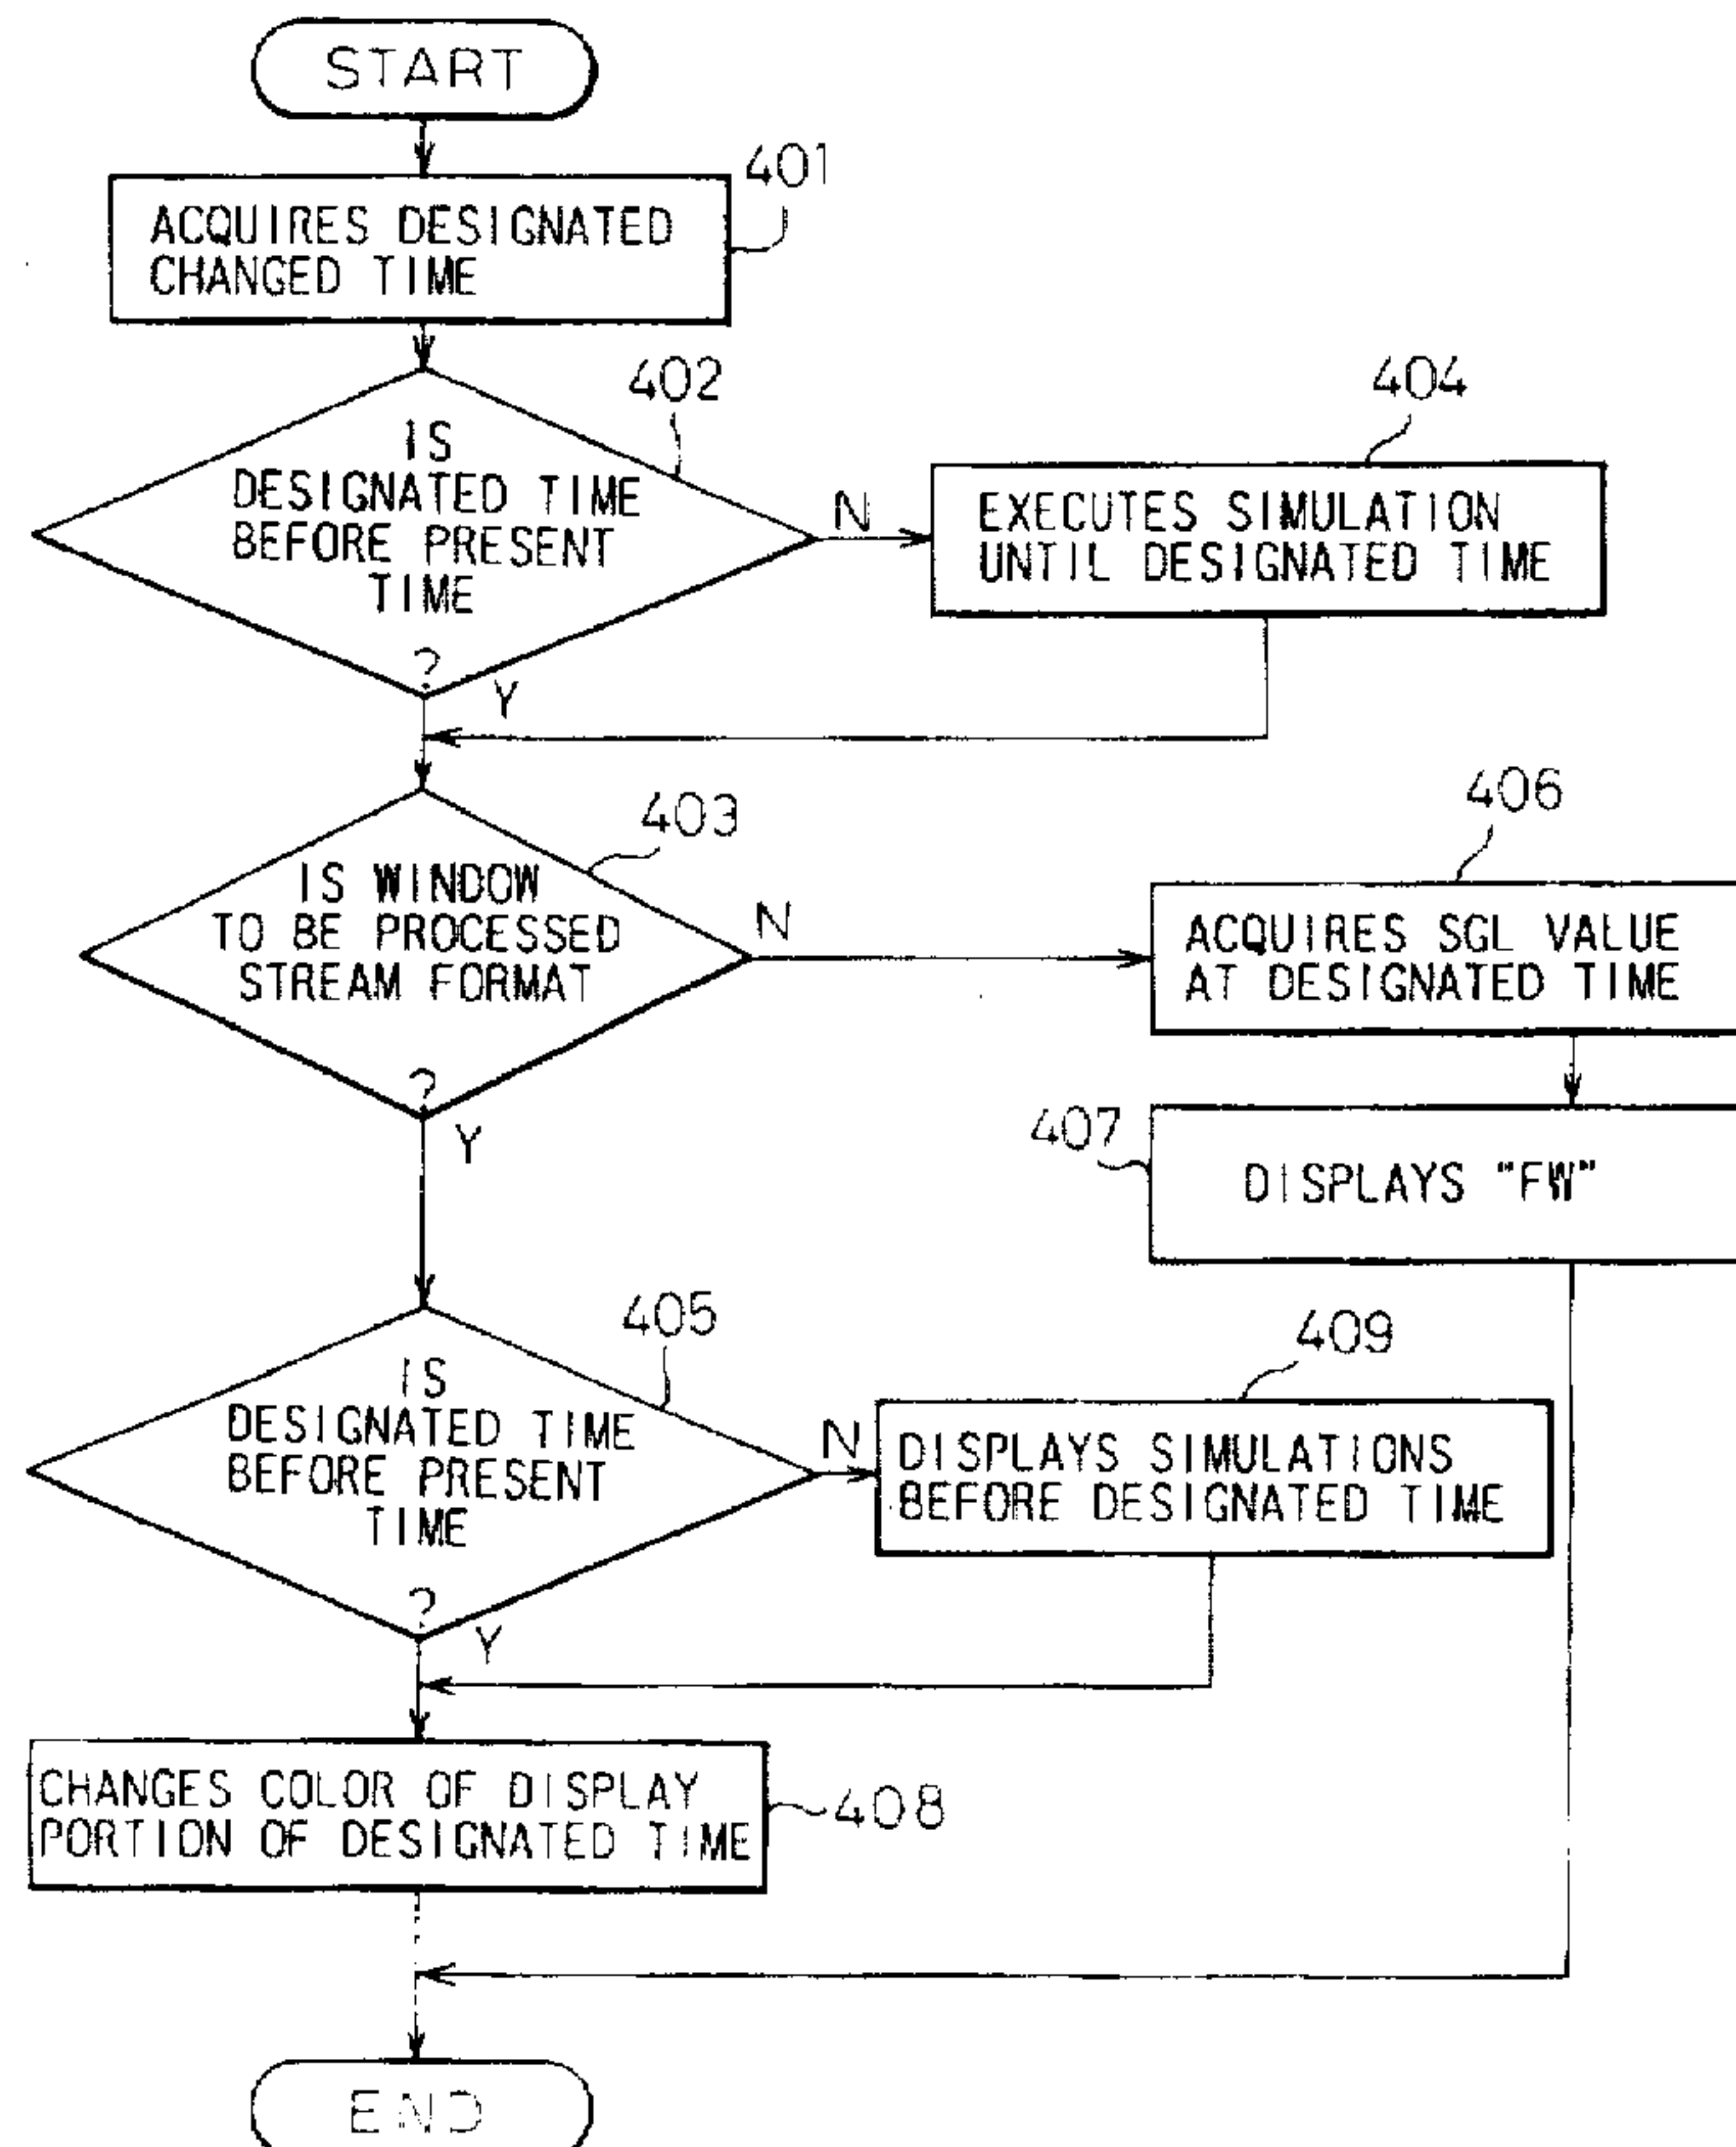 START
401
ACQUIRES DESIGNATED
CHANGED TIME
402
IS
DESIGNATED TIME
BEFORE PRESENT
TIME
?
N
Y
404
EXECUTES SIMULATION
UNTIL DESIGNATED TIME
403
IS WINDOW
TO BE PROCESSED
STREAM FORMAT
?
N
Y
406
ACQUIRES SGL VALUE
AT DESIGNATED TIME
407
DISPLAYS "FW"
405
IS
DESIGNATED TIME
BEFORE PRESENT
TIME
?
N
Y
409
DISPLAYS SIMULATIONS
BEFORE DESIGNATED TIME
CHANGES COLOR OF DISPLAY
PORTION OF DESIGNATED TIME
408
END